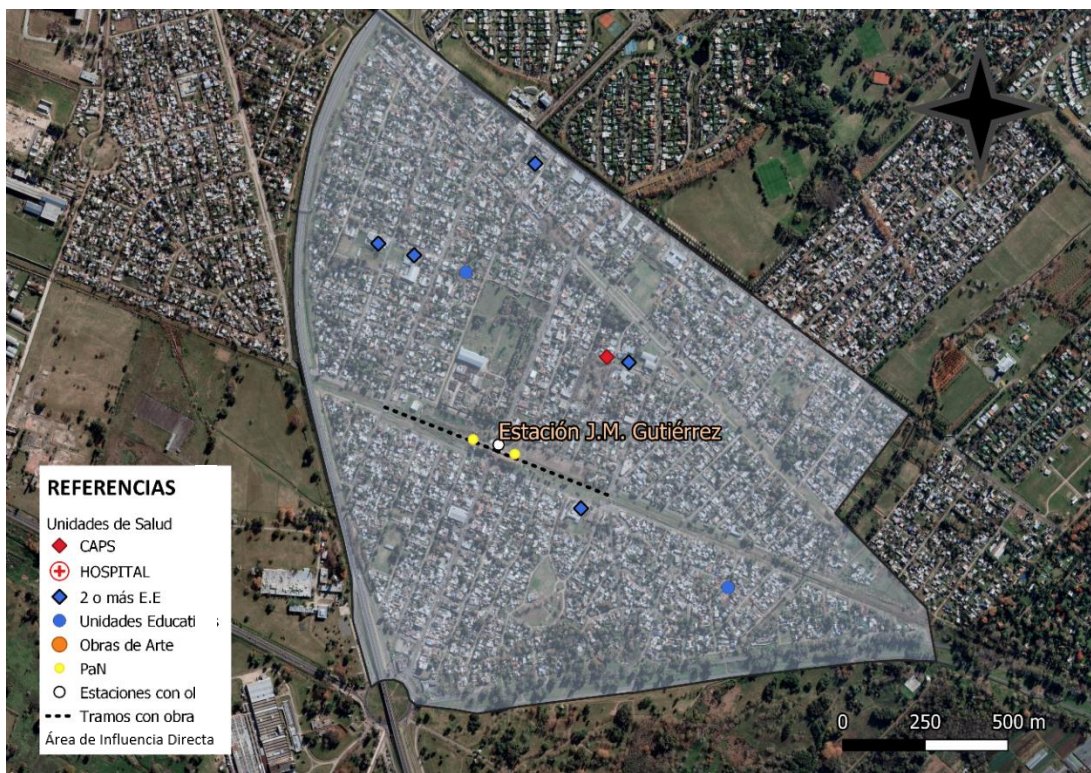 Estación J.M. Gutiérrez
REFERENCIAS
Unidades de Salud
CAPS
HOSPITAL
2 o más E.E
Unidades Educati s
Obras de Arte
PaN
Estaciones con ol
Tramos con obra
Área de Influencia Directa
0 250 500 m